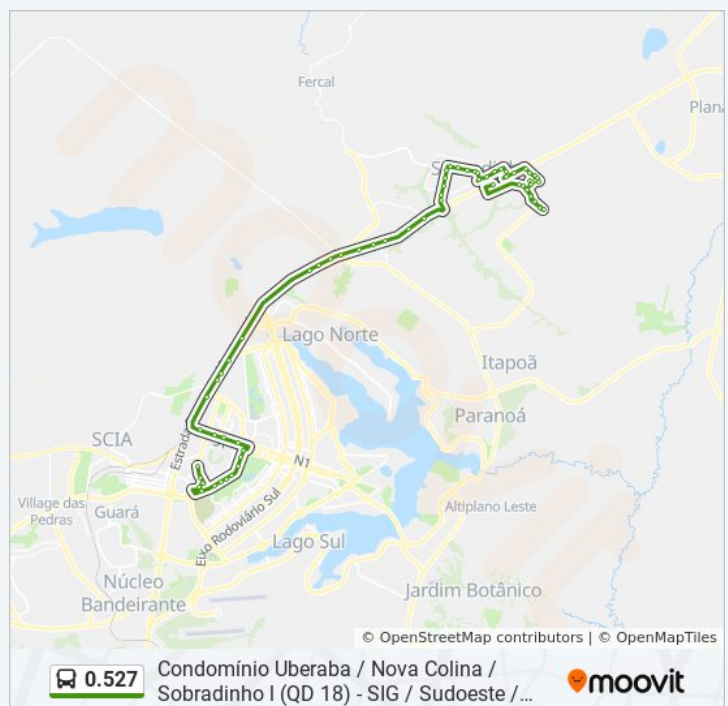 Fercal
Plana
Lago Norte
Itapoã
Paranoá
SCIA
Estrada
N1
Village das
Pedras
Guará
Altiplano Leste
Eixo Rodoviário Sul
Lago Sul
Núcleo
Bandeirante
Jardim Botânico
© OpenStreetMap contributors | © OpenMapTiles
0.527
Condomínio Uberaba / Nova Colina /
Sobradinho I (QD 18) - SIG / Sudoeste /...
moovit